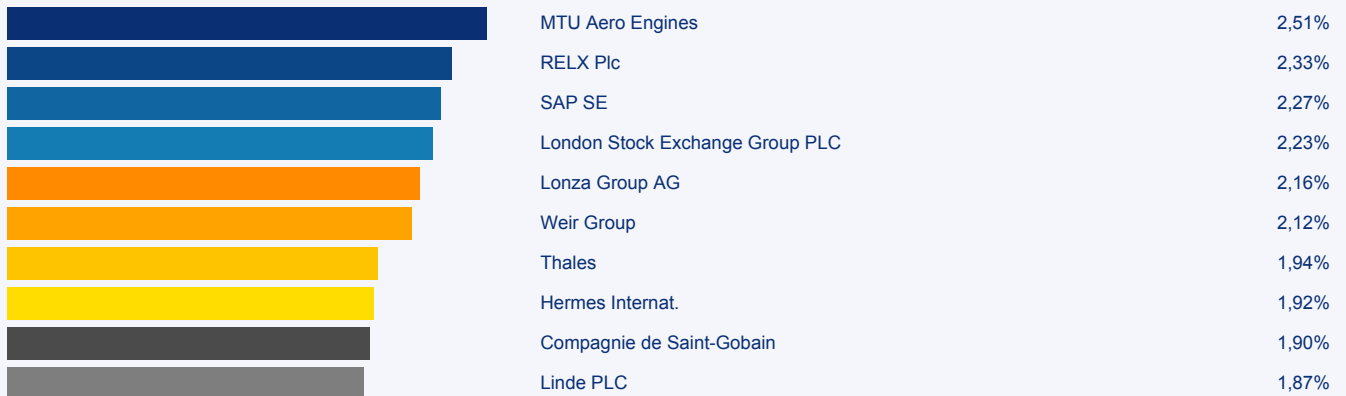 MTU Aero Engines 2,51%
RELX Plc 2,33%
SAP SE 2,27%
London Stock Exchange Group PLC 2,23%
Lonza Group AG 2,16%
Weir Group 2,12%
Thales 1,94%
Hermes Internat. 1,92%
Compagnie de Saint-Gobain 1,90%
Linde PLC 1,87%